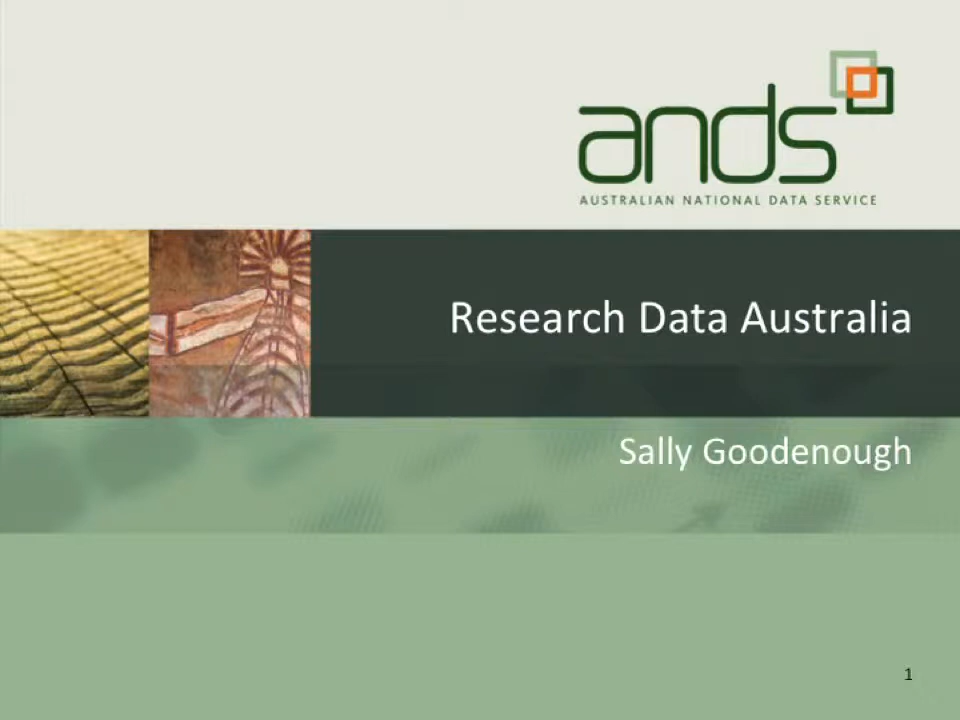 ands
AUSTRALIAN NATIONAL DATA SERVICE
Research Data Australia
Sally Goodenough
1